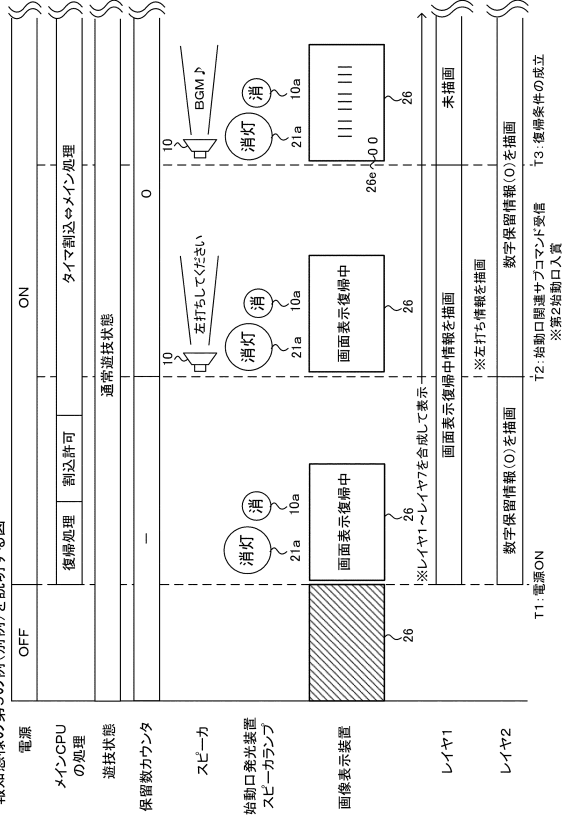 報知態様の第5の例(別例)を説明する図
電源
OFF
ON
メインCPU
の処理
復帰処理
割込許可
タイマ割込⇔メイン処理
遊技状態
通常遊技状態
保留数カウンタ
－
0
スピーカ
10
左打ちしてください
10
BGM♪
始動口発光装置
スピーカランプ
消灯
消
21a
10a
消灯
消
21a
10a
消灯
消
21a
10a
画像表示装置
26
画面表示復帰中
26
画面表示復帰中
26
26e
0 0
26
※レイヤ1～レイヤ7を合成して表示
レイヤ1
画面表示復帰中情報を描画
未描画
※左打ち情報を描画
レイヤ2
数字保留情報(0)を描画
数字保留情報(0)を描画
T1:電源ON
T2:始動口関連サブコマンド受信
※第2始動口入賞
T3:復帰条件の成立